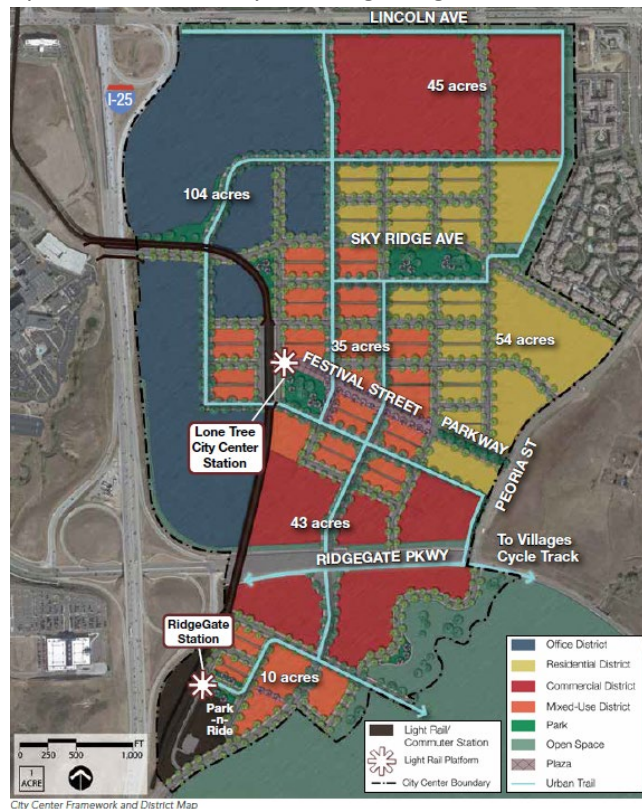 LINCOLN AVE
I-25
45 acres
104 acres
SKY RIDGE AVE
54 acres
35 acres
FESTIVAL STREET
PARKWAY
Lone Tree
City Center
Station
PEORIA ST
43 acres
RIDGEGATE PKWY
To Villages
Cycle Track
RidgeGate
Station
10 acres
Park
-n-
Ride
0 250 500 1,000 FT
1
ACRE
Light Rail/
Commuter Station
Light Rail Platform
City Center Boundary
Office District
Residential District
Commercial District
Mixed-Use District
Park
Open Space
Plaza
Urban Trail
City Center Framework and District Map